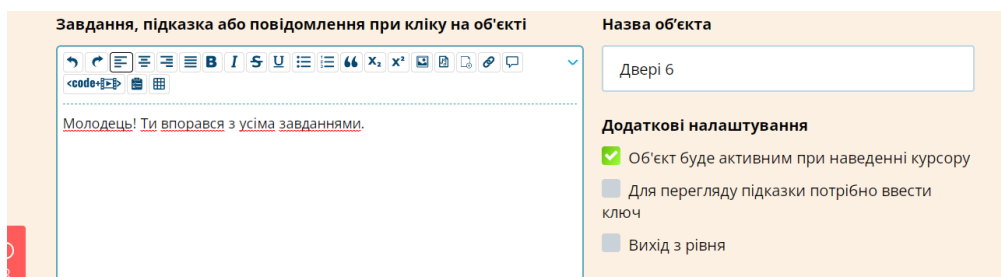 Завдання, підказка або повідомлення при кліку на об'єкті
<code+
Молодець! Ти впорався з усіма завданнями.
Назва об’єкта
Двері 6
Додаткові налаштування
Об'єкт буде активним при наведенні курсору
Для перегляду підказки потрібно ввести
ключ
Вихід з рівня